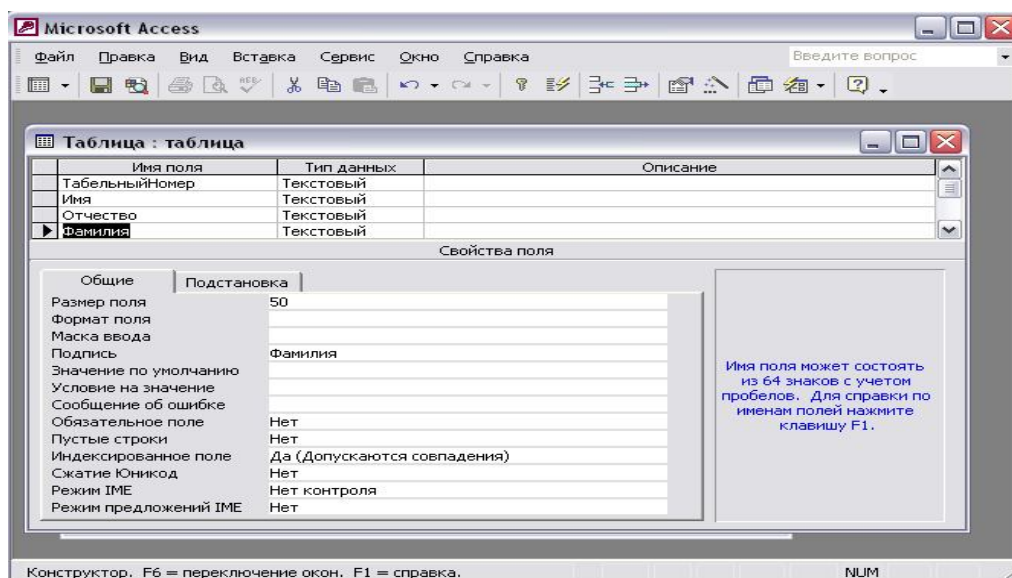 Microsoft Access
Файл Правка Вид Вставка Сервис Окно Справка Введите вопрос
Таблица : таблица
Имя поля Тип данных Описание
ТабельныйНомер Текстовый
Имя Текстовый
Отчество Текстовый
Фамилия Текстовый
Свойства поля
Общие Подстановка
Размер поля 50
Формат поля
Маска ввода
Подпись Фамилия
Значение по умолчанию
Условие на значение
Сообщение об ошибке
Обязательное поле Нет
Пустые строки Нет
Индексированное поле Да (Допускаются совпадения)
Сжатие Юникод Нет
Режим IME Нет контроля
Режим предложений IME Нет
Имя поля может состоять
из 64 знаков с учетом
пробелов. Для справки по
именам полей нажмите
клавишу F1.
Конструктор. F6 = переключение окон. F1 = справка. NUM